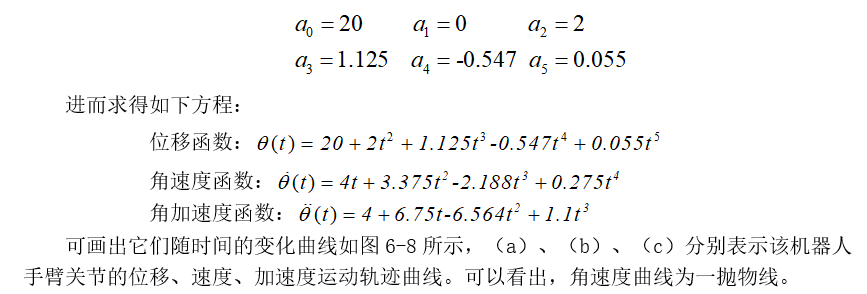 a₀ = 20 a₁ = 0 a₂ = 2
a₃ = 1.125 a₄ = -0.547 a₅ = 0.055
进而求得如下方程：
位移函数：θ(t) = 20 + 2t² + 1.125t³ -0.547t⁴ + 0.055t⁵
角速度函数：θ̇(t) = 4t + 3.375t² -2.188t³ + 0.275t⁴
角加速度函数：θ̈(t) = 4 + 6.75t-6.564t² + 1.1t³
可画出它们随时间的变化曲线如图 6-8 所示，（a）、（b）、（c）分别表示该机器人
手臂关节的位移、速度、加速度运动轨迹曲线。可以看出，角速度曲线为一抛物线。